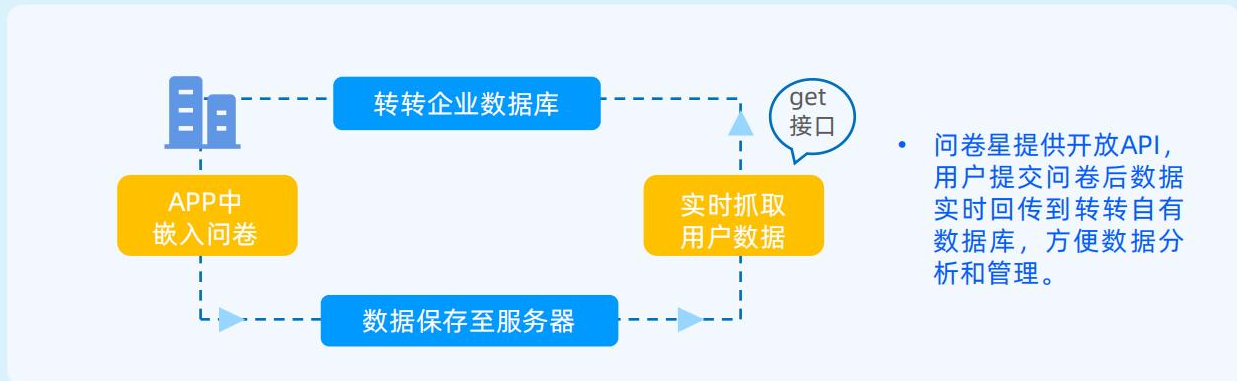 转转企业数据库
get
接口
APP中
嵌入问卷
实时抓取
用户数据
数据保存至服务器
• 问卷星提供开放API，
用户提交问卷后数据
实时回传到转转自有
数据库，方便数据分
析和管理。